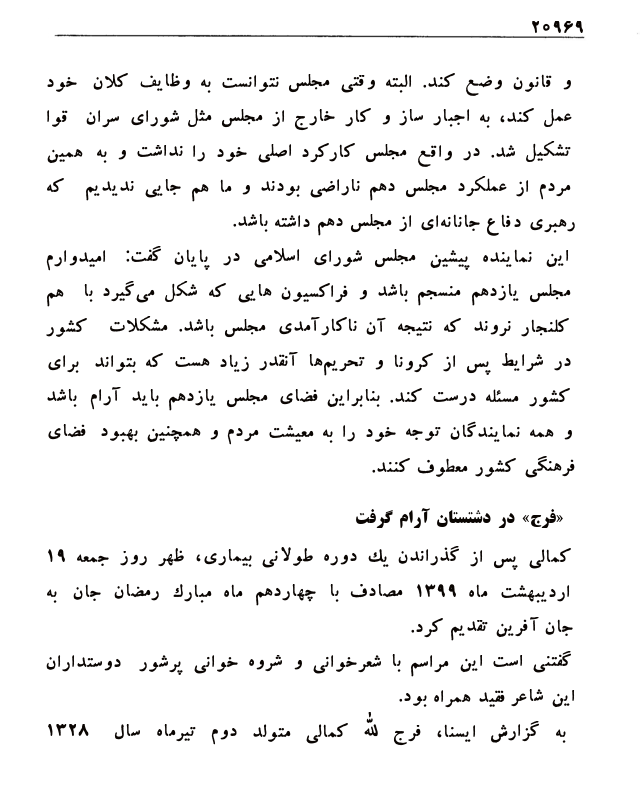 ۲۰۹۶۹
و قانون وضع کند. البته وقتی مجلس نتوانست به وظایف کلان خود
عمل کند، به اجبار ساز و کار خارج از مجلس مثل شورای سران قوا
تشکیل شد. در واقع مجلس کارکرد اصلی خود را نداشت و به همین
مردم از عملکرد مجلس دهم ناراضی بودند و ما هم جایی ندیدیم که
رهبری دفاع جانانه‌ای از مجلس دهم داشته باشد.
این نماینده پیشین مجلس شورای اسلامی در پایان گفت: امیدوارم
مجلس یازدهم منسجم باشد و فراکسیون هایی که شکل می‌گیرد با هم
کلنجار نروند که نتیجه آن ناکارآمدی مجلس باشد. مشکلات کشور
در شرایط پس از کرونا و تحریم‌ها آنقدر زیاد هست که بتواند برای
کشور مسئله درست کند. بنابراین فضای مجلس یازدهم باید آرام باشد
و همه نمایندگان توجه خود را به معیشت مردم و همچنین بهبود فضای
فرهنگی کشور معطوف کنند.
«فرج» در دشتستان آرام گرفت
کمالی پس از گذراندن یك دوره طولانی بیماری، ظهر روز جمعه ۱۹
اردیبهشت ماه ۱۳۹۹ مصادف با چهاردهم ماه مبارك رمضان جان به
جان آفرین تقدیم کرد.
گفتنی است این مراسم با شعرخوانی و شروه خوانی پرشور دوستداران
این شاعر فقید همراه بود.
به گزارش ایسنا، فرج لله کمالی متولد دوم تیرماه سال ۱۳۲۸